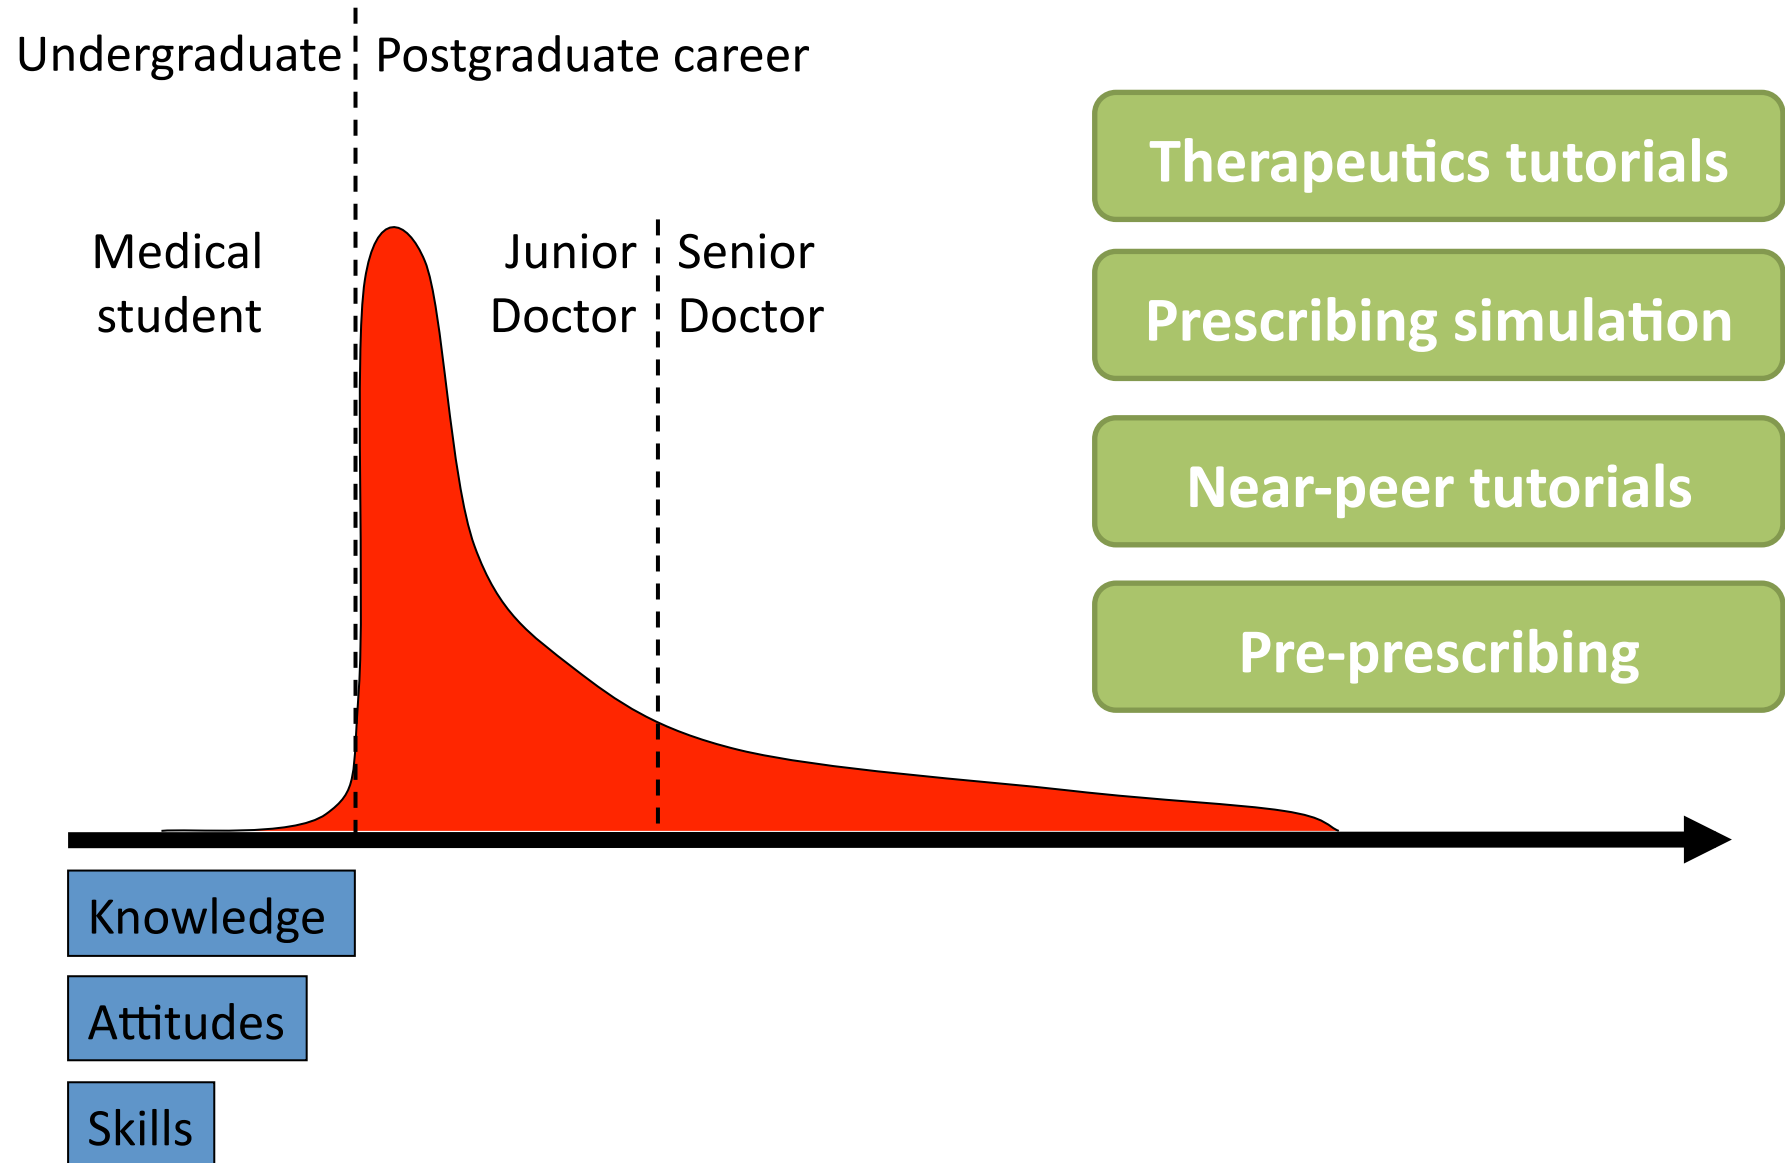 Undergraduate
Postgraduate career
Medical
student
Junior
Doctor
Senior
Doctor
Therapeutics tutorials
Prescribing simulation
Near-peer tutorials
Pre-prescribing
Knowledge
Attitudes
Skills